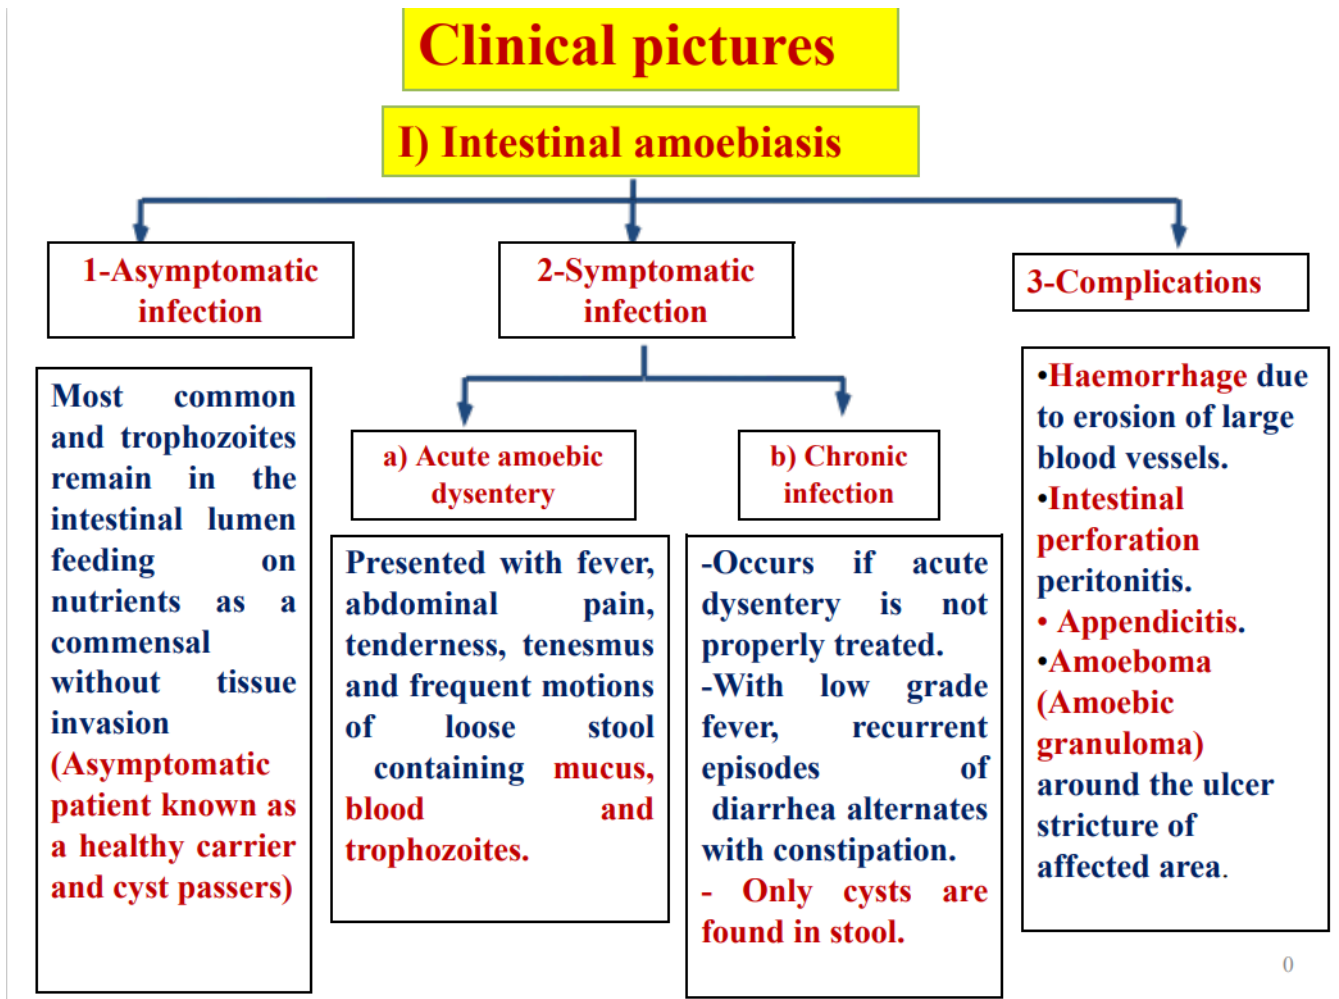 Clinical pictures
I) Intestinal amoebiasis
1-Asymptomatic
infection
Most common
and trophozoites
remain in the
intestinal lumen
feeding on
nutrients as a
commensal
without tissue
invasion
(Asymptomatic
patient known as
a healthy carrier
and cyst passers)
2-Symptomatic
infection
a) Acute amoebic
dysentery
Presented with fever,
abdominal pain,
tenderness, tenesmus
and frequent motions
of loose stool
containing mucus,
blood and
trophozoites.
b) Chronic
infection
-Occurs if acute
dysentery is not
properly treated.
-With low grade
fever, recurrent
episodes of
diarrhea alternates
with constipation.
- Only cysts are
found in stool.
3-Complications
•Haemorrhage due
to erosion of large
blood vessels.
•Intestinal
perforation
peritonitis.
• Appendicitis.
•Amoeboma
(Amoebic
granuloma)
around the ulcer
stricture of
affected area.
0